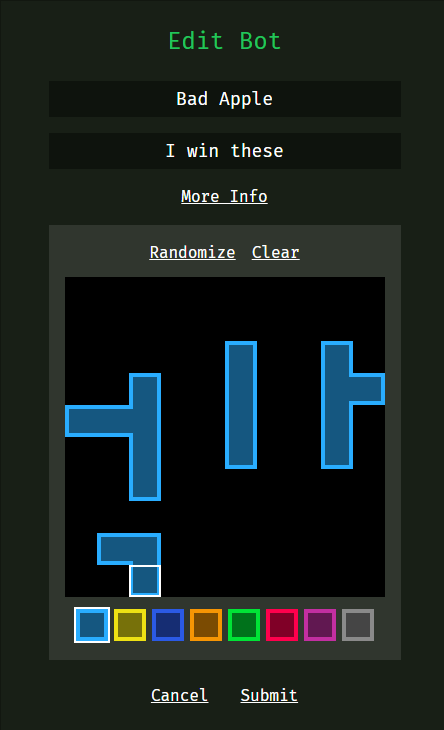 Edit Bot
Bad Apple
I win these
More Info
Randomize Clear
Cancel Submit